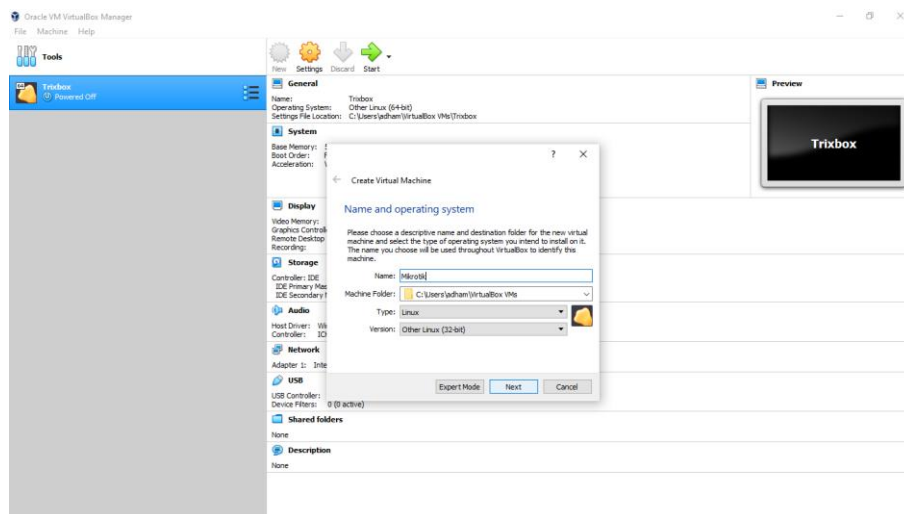 Oracle VM VirtualBox Manager
File Machine Help
Tools
New Settings Discard Start
Trixbox
Powered Off
General
Name: Trixbox
Operating System: Other Linux (64-bit)
Settings File Location: C:\Users\adham\VirtualBox VMs\Trixbox
Preview
Trixbox
System
Base Memory:
Boot Order:
Acceleration:
Display
Video Memory:
Graphics Controll
Remote Desktop
Recording:
Storage
Controller: IDE
IDE Primary Mas
IDE Secondary
Audio
Host Driver: Wi
Controller: IC
Network
Adapter 1: Inte
USB
USB Controller:
Device Filters: 0 (0 active)
Shared folders
None
Description
None
? ×
Create Virtual Machine
Name and operating system
Please choose a descriptive name and destination folder for the new virtual
machine and select the type of operating system you intend to install on it.
The name you choose will be used throughout VirtualBox to identify this
machine.
Name: Mikrotik
Machine Folder: C:\Users\adham\VirtualBox VMs
Type: Linux
Version: Other Linux (32-bit)
Expert Mode Next Cancel